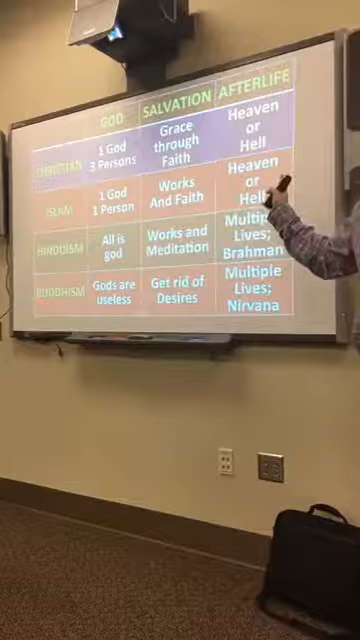 GOD SALVATION AFTERLIFE
CHRISTIAN
1 God
3 Persons
Grace
through
Faith
Heaven
or
Hell
ISLAM
1 God
1 Person
Works
And Faith
Heaven
or
Hell
HINDUISM
All is
god
Works and
Meditation
Multiple
Lives;
Brahman
BUDDHISM
Gods are
useless
Get rid of
Desires
Multiple
Lives;
Nirvana